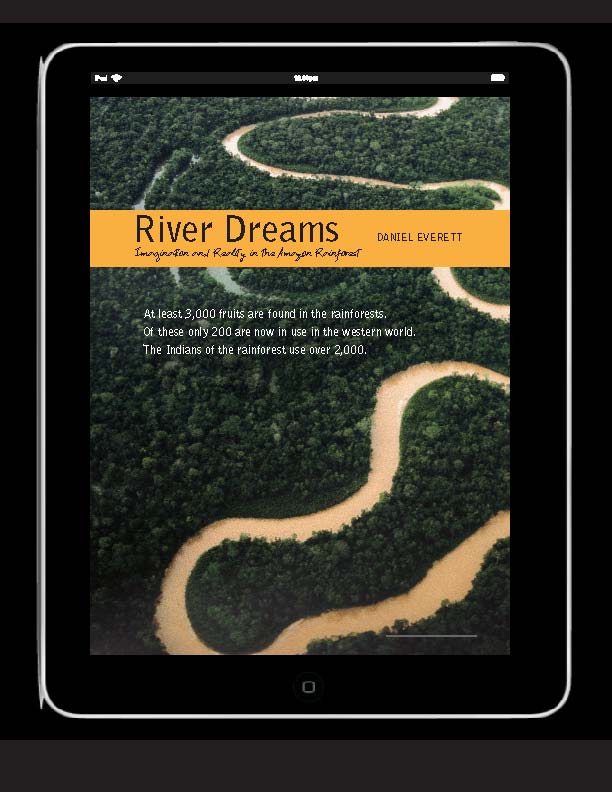 iPad
River Dreams
DANIEL EVERETT
Imagination and Reality in the Amazon Rainforest
At least 3,000 fruits are found in the rainforests.
Of these only 200 are now in use in the western world.
The Indians of the rainforest use over 2,000.